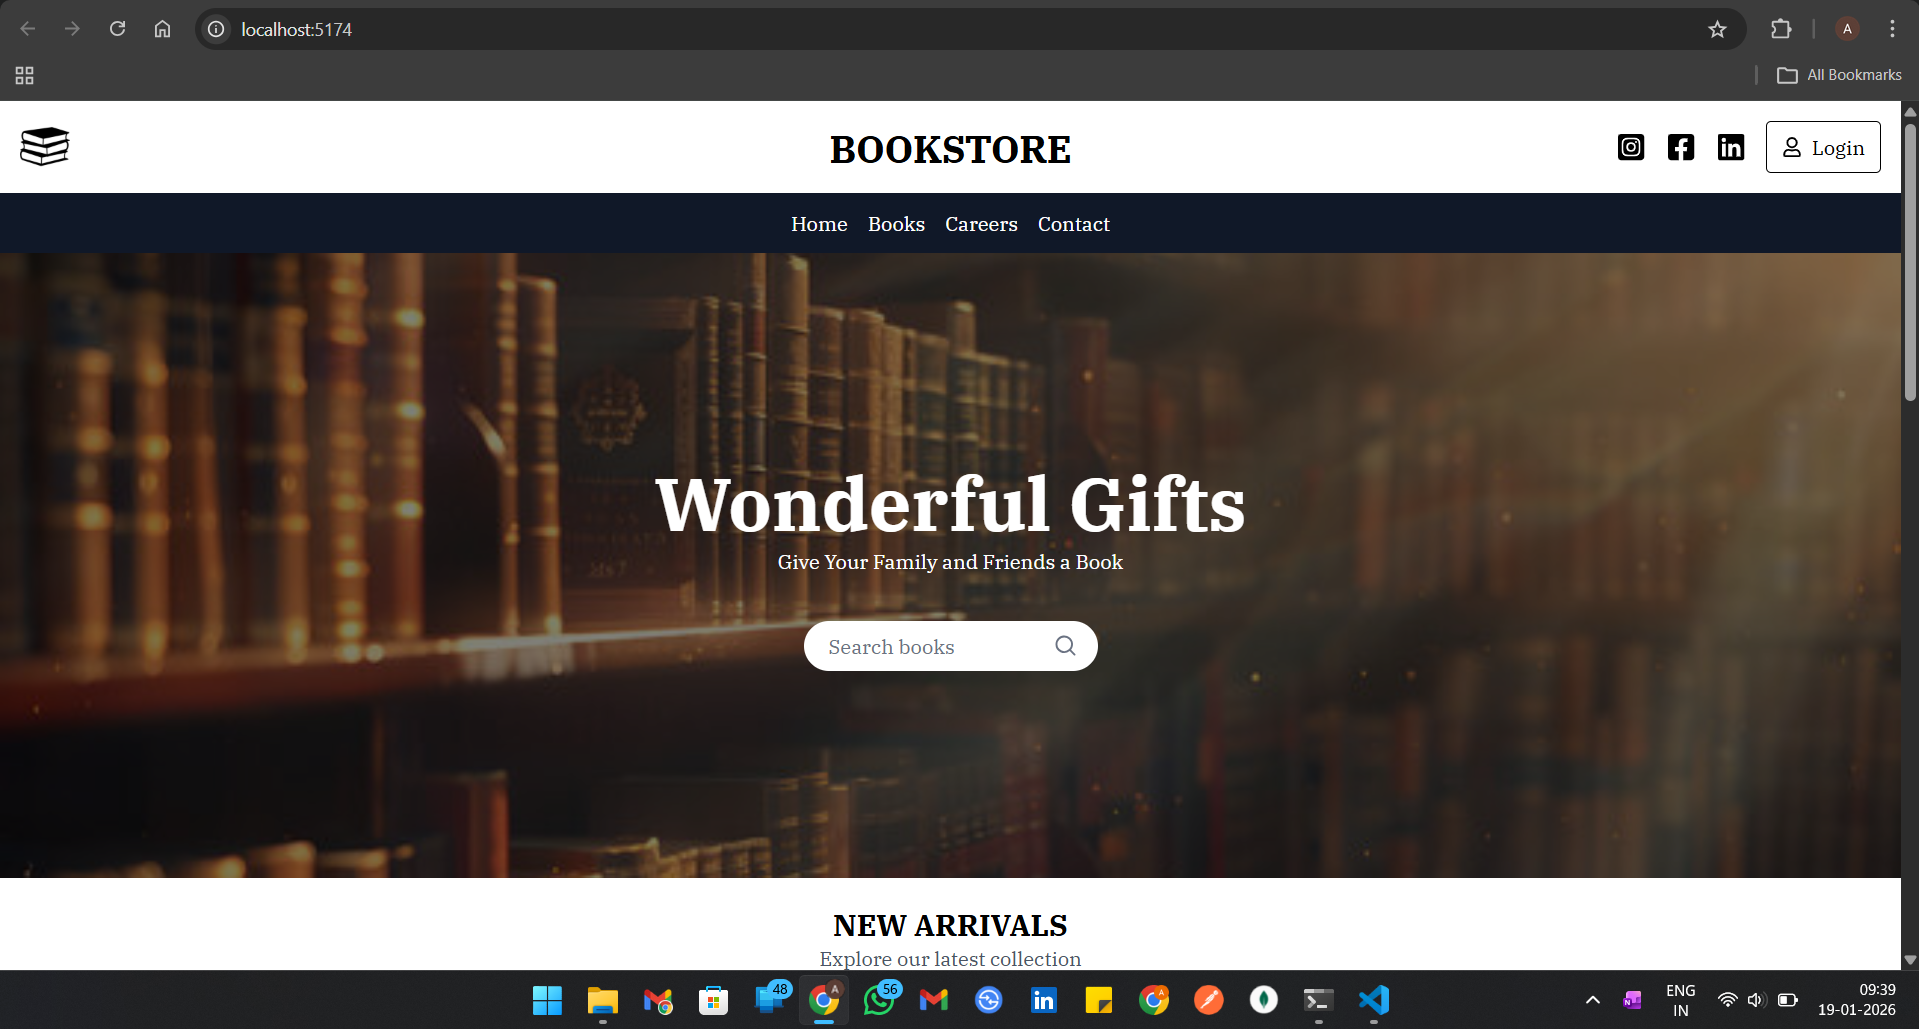 localhost:5174
A
All Bookmarks
BOOKSTORE
Login
Home Books Careers Contact
Wonderful Gifts
Give Your Family and Friends a Book
Search books
NEW ARRIVALS
Explore our latest collection
48
A
56
A
N
ENG
IN
09:39
19-01-2026